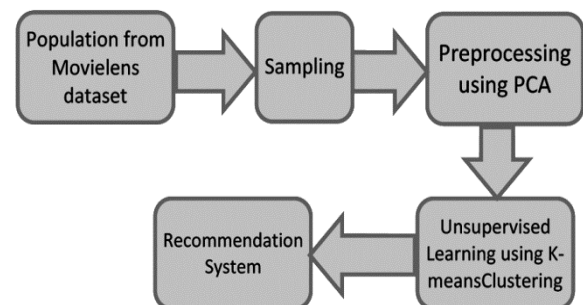 Population from
Movielens
dataset
Sampling
Preprocessing
using PCA
Unsupervised
Learning using K-
meansClustering
Recommendation
System